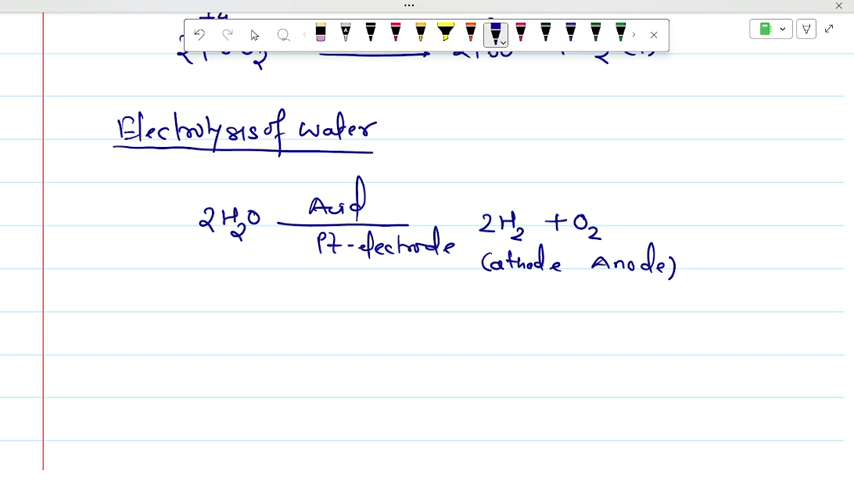 Electrolysis of water
2H₂O Acid 2H₂ + O₂
Pt-electrode
(cathode Anode)